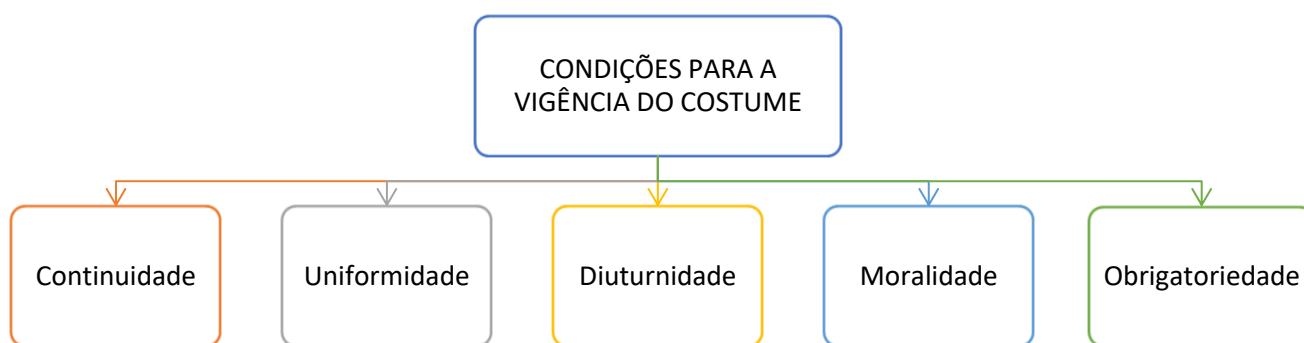 CONDIÇÕES PARA A
VIGÊNCIA DO COSTUME
Continuidade
Uniformidade
Diuturnidade
Moralidade
Obrigatoriedade